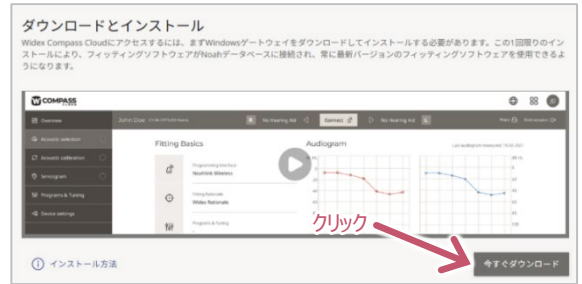 ダウンロードとインストール
Widex Compass Cloudにアクセスするには、まずWindowsゲートウェイをダウンロードしてインストールする必要があります。この1回限りのイン
ストールにより、フィッティングソフトウェアがNoahデータベースに接続され、常に最新バージョンのフィッティングソフトウェアを使用できるよ
うになります。
COMPASS
Overview
John Doe
R
No Hearing Aid
Connect
No Hearing Aid
L
Acoustic selection
Fitting Basics
Audiogram
Acoustic calibration
Programming Interface
Noahlink Wireless
Sensogram
Fitting Rationale
Widex Rationale
Programs & Tuning
Programs & Tuning
Device settings
クリック
インストール方法
今すぐダウンロード